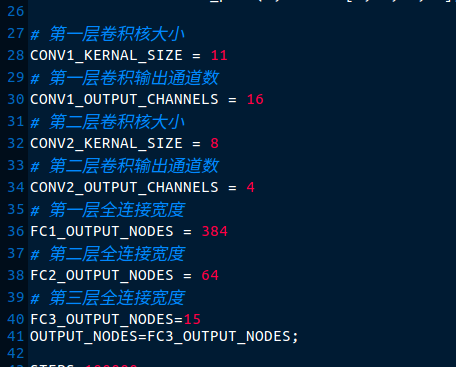 26
27 # 第一层卷积核大小
28 CONV1_KERNAL_SIZE = 11
29 # 第一层卷积输出通道数
30 CONV1_OUTPUT_CHANNELS = 16
31 # 第二层卷积核大小
32 CONV2_KERNAL_SIZE = 8
33 # 第二层卷积输出通道数
34 CONV2_OUTPUT_CHANNELS = 4
35 # 第一层全连接宽度
36 FC1_OUTPUT_NODES = 384
37 # 第二层全连接宽度
38 FC2_OUTPUT_NODES = 64
39 # 第三层全连接宽度
40 FC3_OUTPUT_NODES=15
41 OUTPUT_NODES=FC3_OUTPUT_NODES;
42